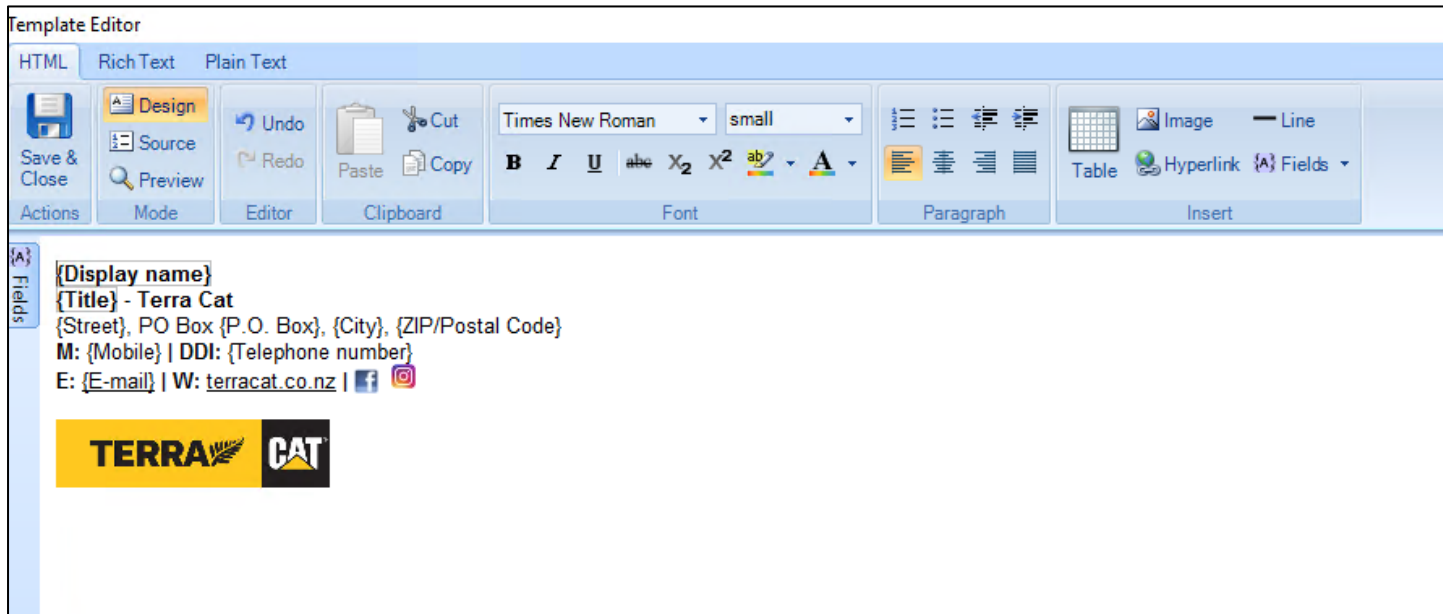 Template Editor
HTML Rich Text Plain Text
Design Undo Cut Times New Roman small Image Line
Source
Save & Close Redo Paste Copy B I U abc X2 X2 ab A Table Hyperlink {A} Fields
Preview
Actions Mode Editor Clipboard Font Paragraph Insert
{A} Fields
{Display name}
{Title} - Terra Cat
{Street}, PO Box {P.O. Box}, {City}, {ZIP/Postal Code}
M: {Mobile} | DDI: {Telephone number}
E: {E-mail} | W: terracat.co.nz |
TERRA CAT